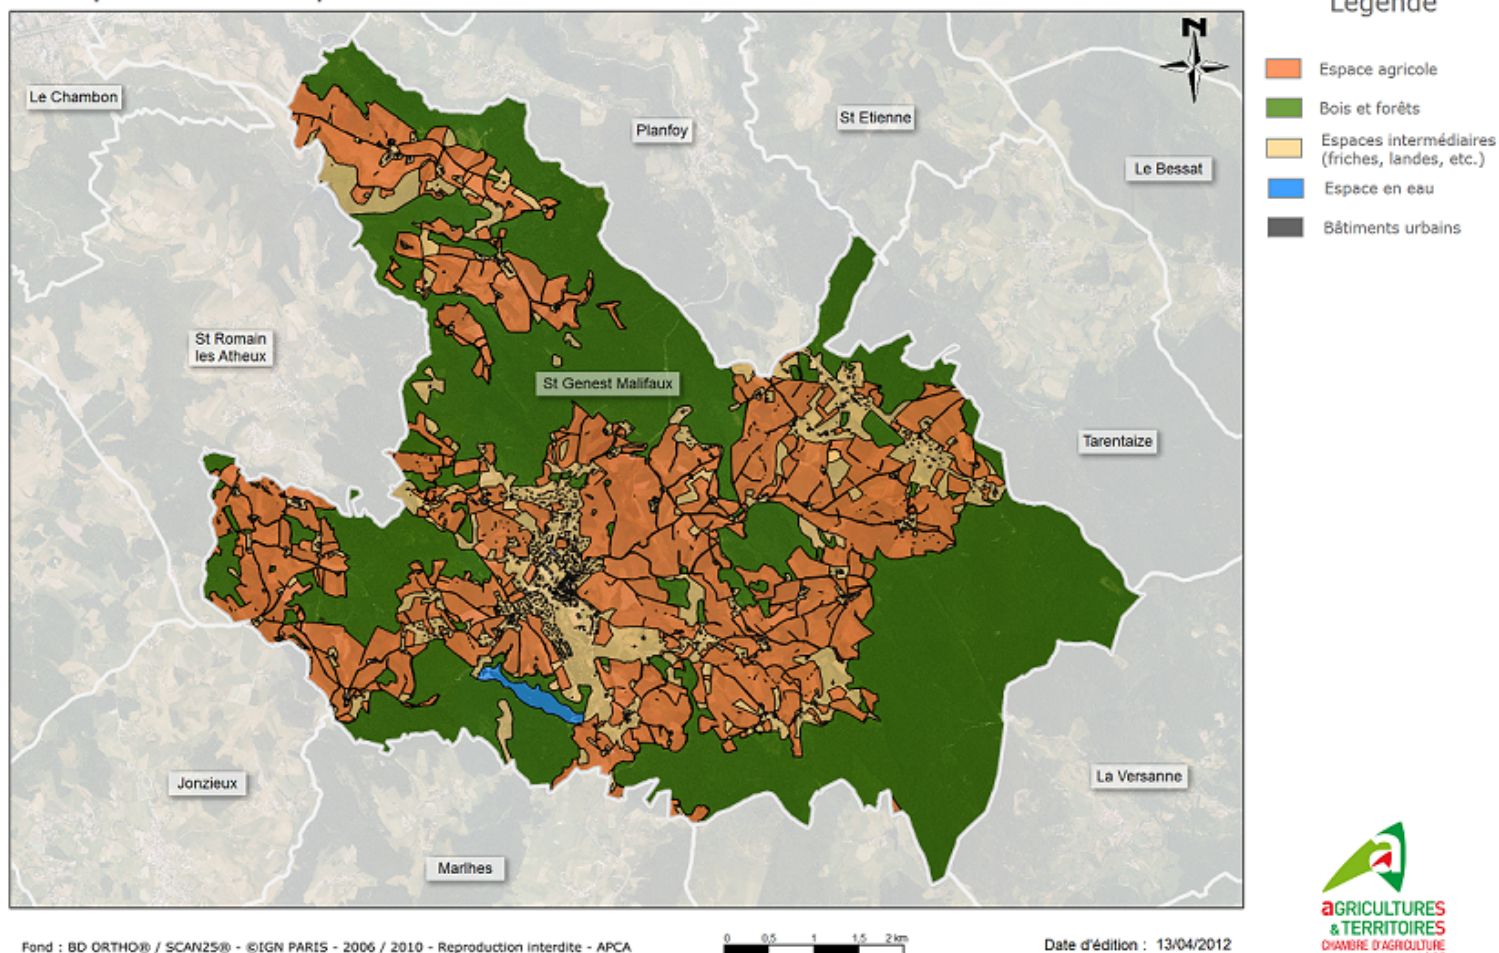 Légende
N
Le Chambon
Planfoy
St Etienne
Le Bessat
Espace agricole
Bois et forêts
Espaces intermédiaires
(friches, landes, etc.)
Espace en eau
Bâtiments urbains
St Romain
les Atheux
St Genest Malifaux
Tarentaize
Jonzieux
La Versanne
Marlhes
aGRICULTURES
& TERRITOIRES
CHAMBRE D'AGRICULTURE
Fond : BD ORTHO® / SCAN25® - ©IGN PARIS - 2006 / 2010 - Reproduction interdite - APCA
0 0,5 1 1,5 2 km
Date d'édition : 13/04/2012